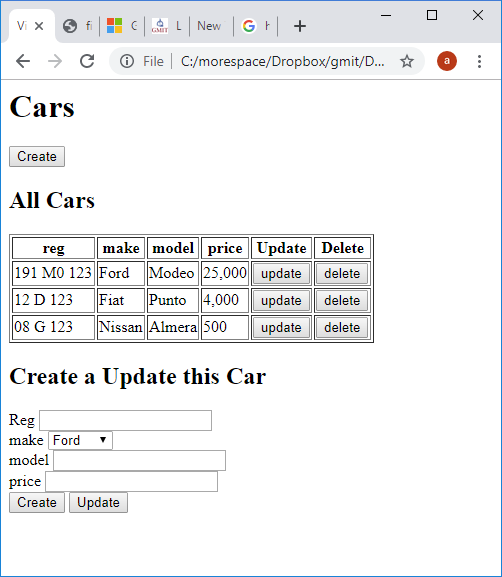 Vi fi G GMIT L New G h
File C:/morespace/Dropbox/gmit/D... a
Cars
Create
All Cars
reg make model price Update Delete
191 M0 123 Ford Modeo 25,000 update delete
12 D 123 Fiat Punto 4,000 update delete
08 G 123 Nissan Almera 500 update delete
Create a Update this Car
Reg
make Ford
model
price
Create Update